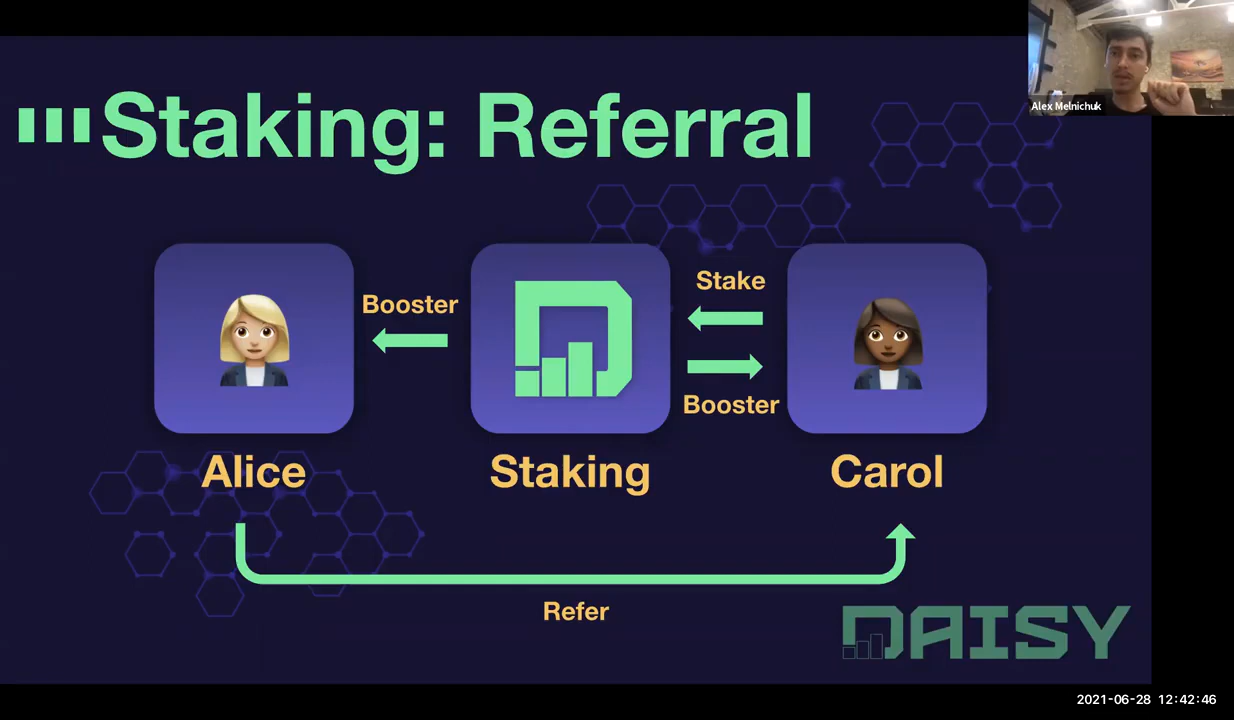 Staking: Referral
Alex Melnichuk
Booster
Stake
Booster
Alice
Staking
Carol
Refer
DAISY
2021-06-28 12:42:46